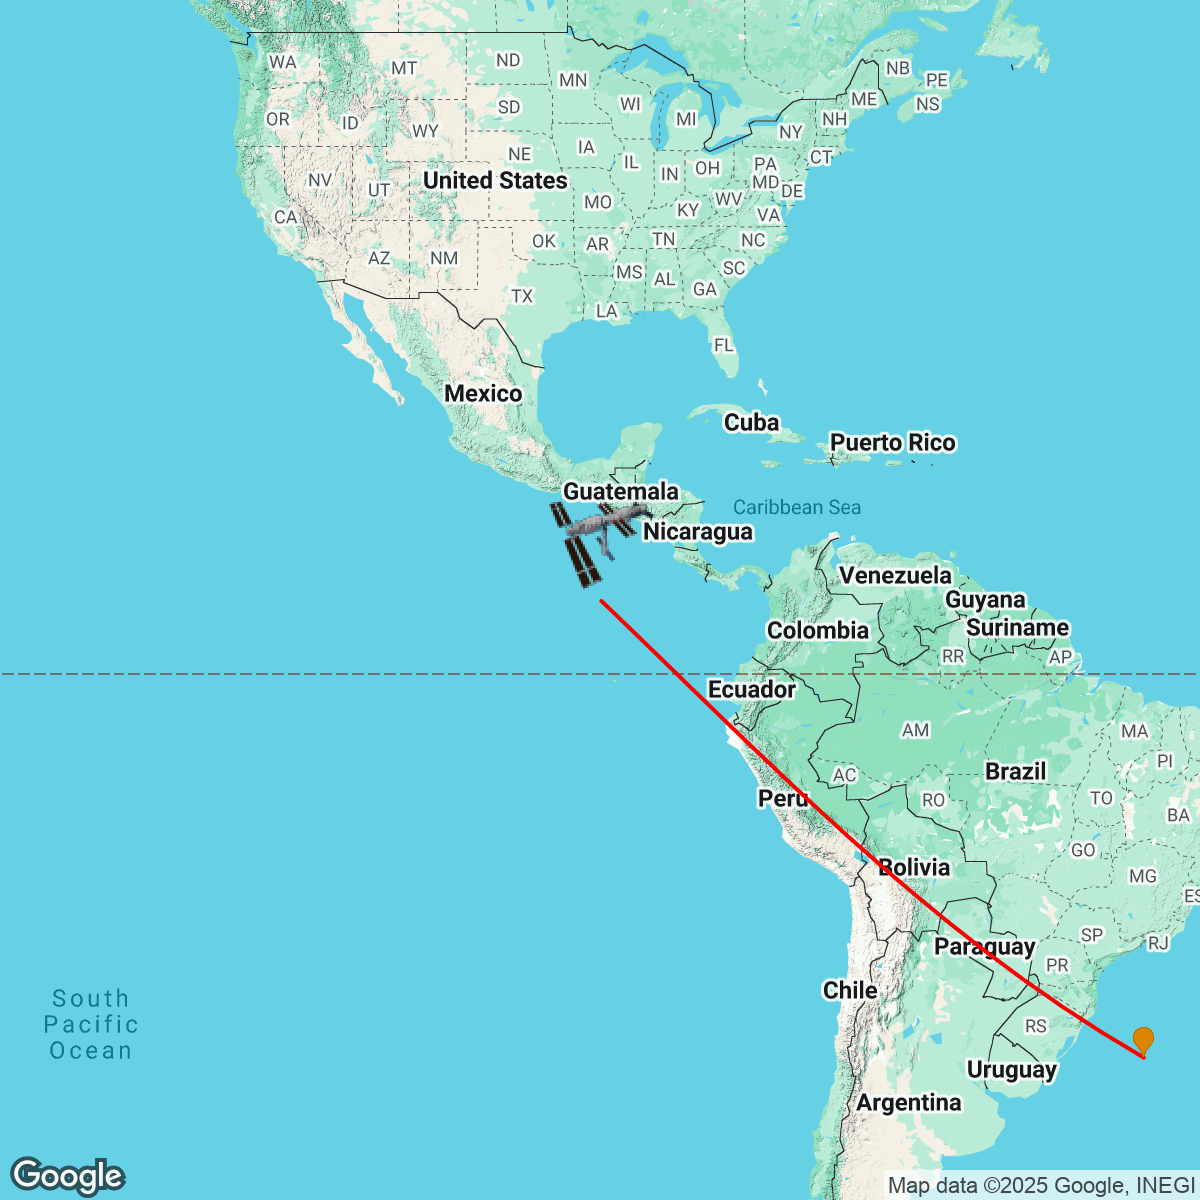 WA
MT
ND
MN
NB
PE
OR
ID
WY
SD
WI
MI
ME
NS
NY
NH
NE
IA
IL
IN
OH
PA
CT
NV
UT
United States
MD
DE
MO
KY
WV
VA
CA
AZ
NM
OK
AR
TN
NC
MS
AL
SC
GA
TX
LA
FL
Mexico
Cuba
Puerto Rico
Guatemala
Caribbean Sea
Nicaragua
Venezuela
Guyana
Colombia
Suriname
RR
AP
Ecuador
AM
MA
Brazil
PI
AC
Peru
RO
TO
BA
GO
Bolivia
MG
ES
Paraguay
SP
RJ
PR
Chile
South
Pacific
Ocean
RS
Uruguay
Argentina
Google
Map data ©2025 Google, INEGI